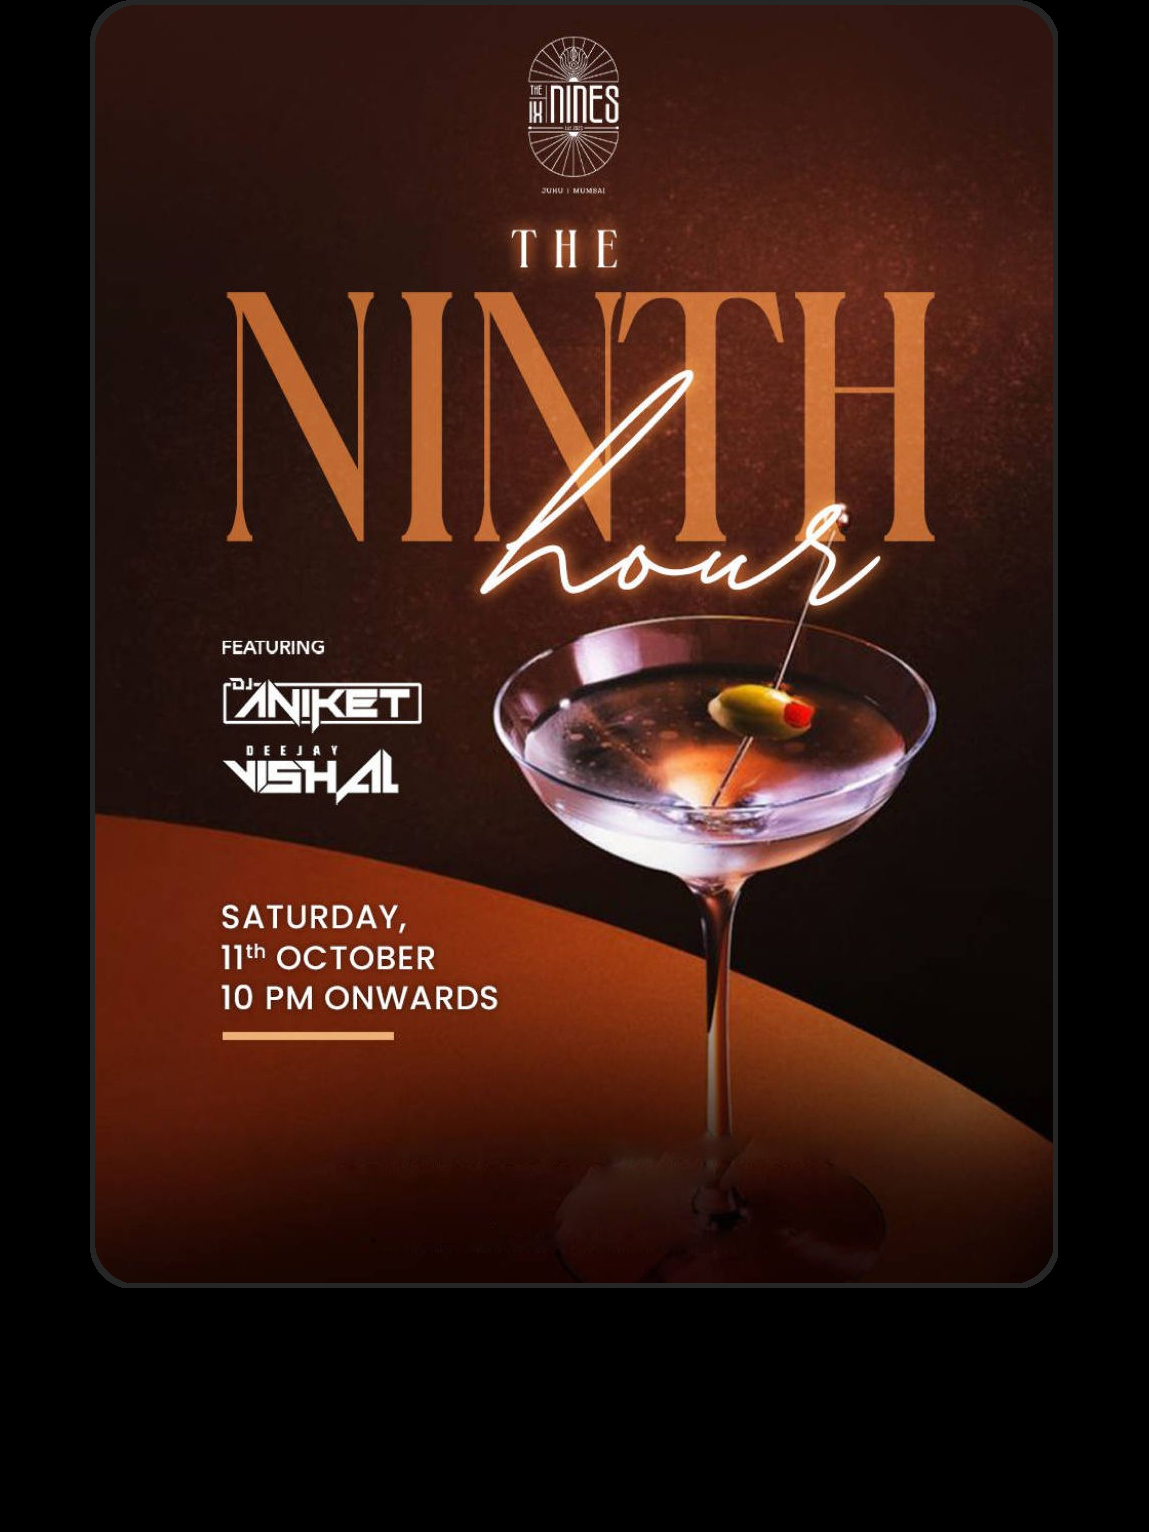 THE
IX NINES
JUHU | MUMBAI
THE
NINTH
hour
FEATURING
DJ ANIKET
DEEJAY
VISHAL
SATURDAY,
11th OCTOBER
10 PM ONWARDS